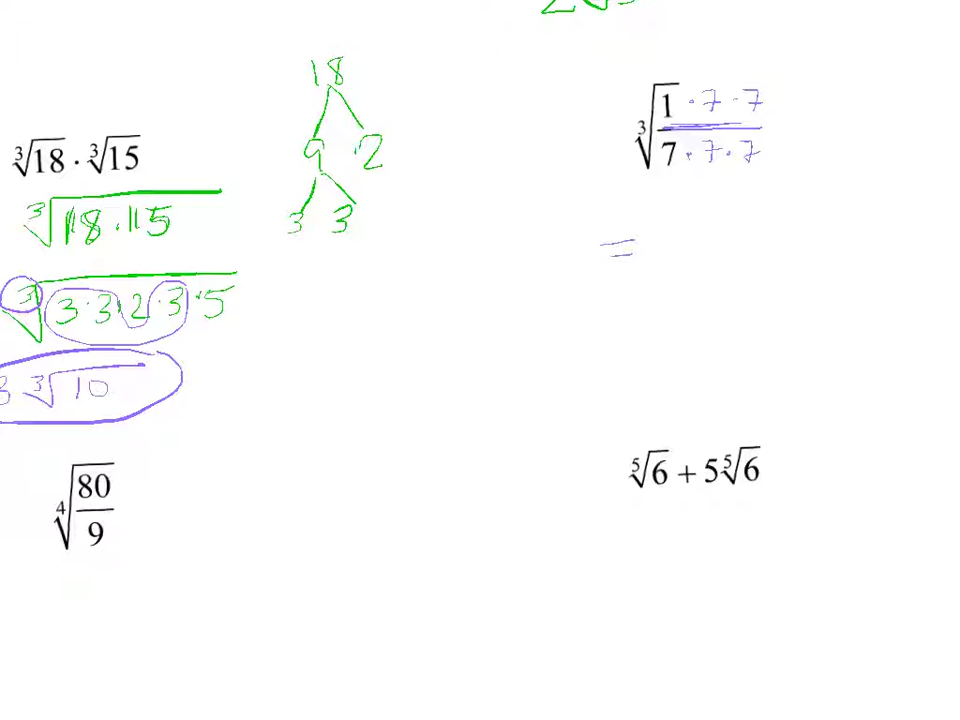 ∛18 · ∛15
∛18·15
∛3·3·2·3·5
3∛10
18
9 · 2
3 3
∛(1·7·7 / 7·7·7)
=
∜(80/9)
⁵√6 + 5⁵√6